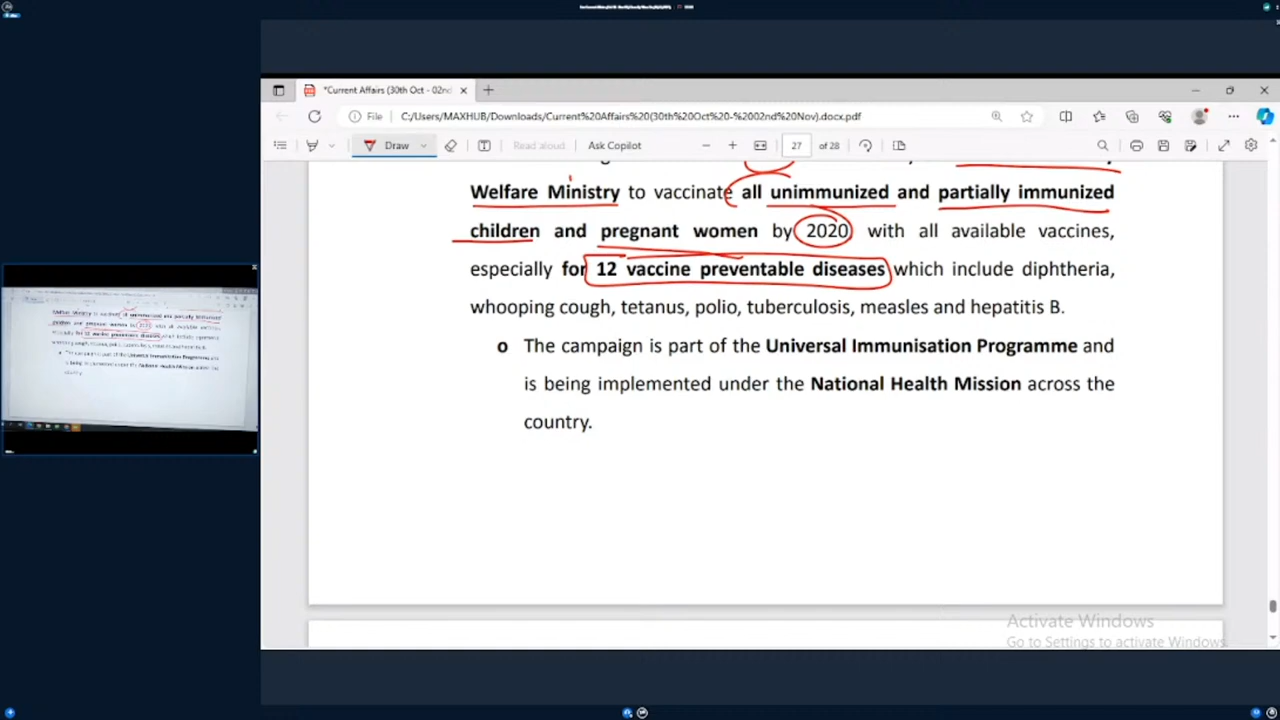 *Current Affairs (30th Oct - 02nd
File C:/Users/MAXHUB/Downloads/Current%20Affairs%20(30th%20Oct%20-%2002nd%20Nov).docx.pdf
Draw Read aloud Ask Copilot 27 of 28
Welfare Ministry to vaccinate all unimmunized and partially immunized
children and pregnant women by 2020 with all available vaccines,
especially for 12 vaccine preventable diseases which include diphtheria,
whooping cough, tetanus, polio, tuberculosis, measles and hepatitis B.
o The campaign is part of the Universal Immunisation Programme and
is being implemented under the National Health Mission across the
country.
Activate Windows
Go to Settings to activate Windows